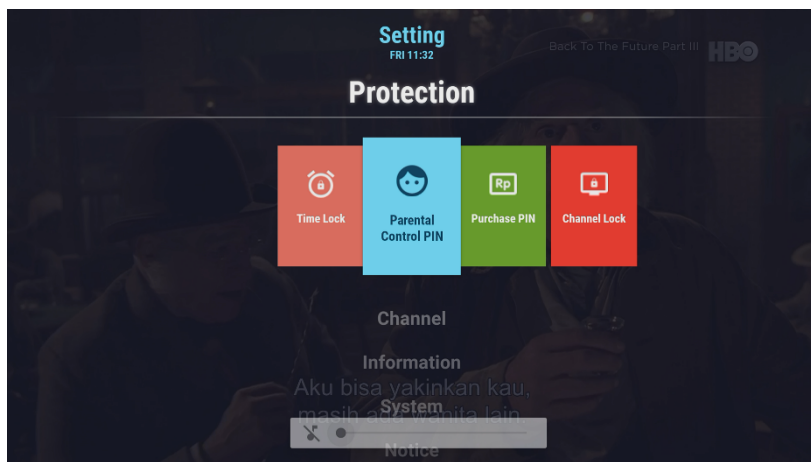 Setting
FRI 11:32
Back To The Future Part III HBO
Protection
Time Lock
Parental
Control PIN
Rp
Purchase PIN
Channel Lock
Channel
Information
Aku bisa yakinkan kau,
System
masih ada wanita lain.
Notice